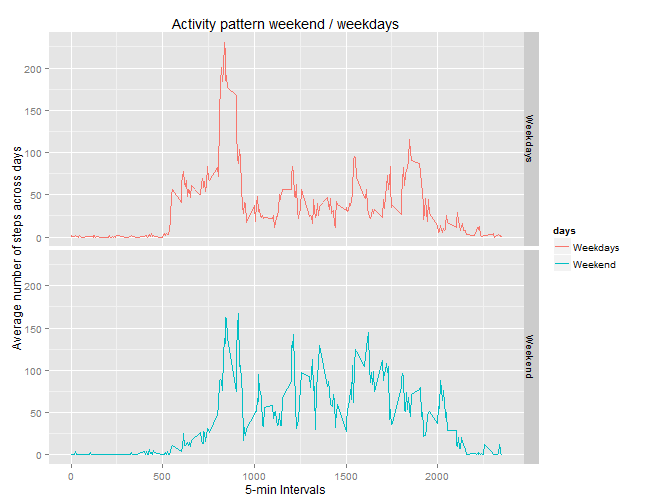 Activity pattern weekend / weekdays
Average number of steps across days
200
150
100
50
0
Weekdays
200
150
100
50
0
Weekend
0 500 1000 1500 2000
5-min Intervals
days
Weekdays
Weekend